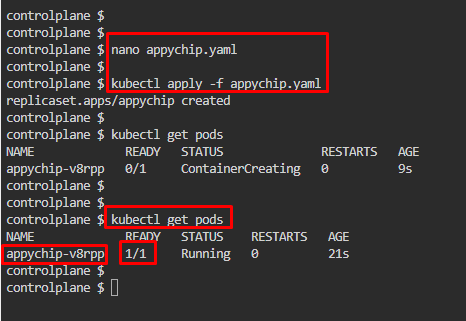 controlplane $
controlplane $
controlplane $ nano appychip.yaml
controlplane $
controlplane $ kubectl apply -f appychip.yaml
replicaset.apps/appychip created
controlplane $
controlplane $ kubectl get pods
NAME READY STATUS RESTARTS AGE
appychip-v8rpp 0/1 ContainerCreating 0 9s
controlplane $
controlplane $
controlplane $ kubectl get pods
NAME READY STATUS RESTARTS AGE
appychip-v8rpp 1/1 Running 0 21s
controlplane $
controlplane $